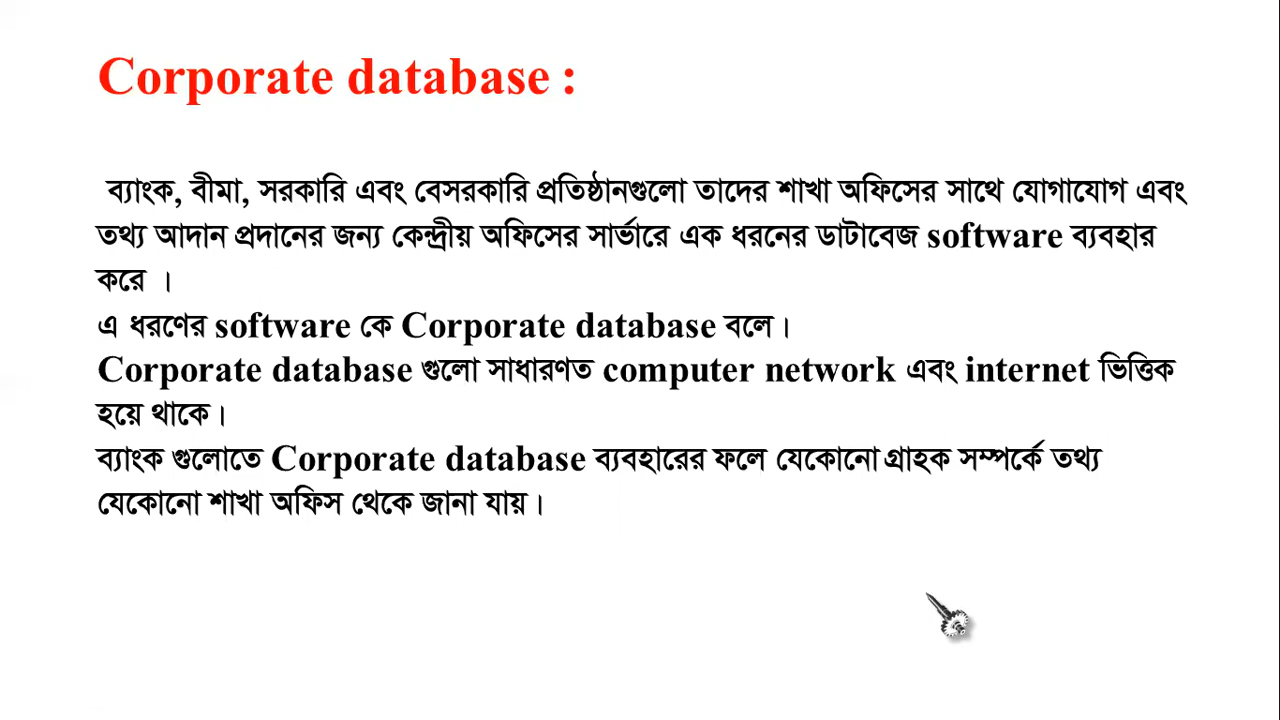 Corporate database :
ব্যাংক, বীমা, সরকারি এবং বেসরকারি প্রতিষ্ঠানগুলো তাদের শাখা অফিসের সাথে যোগাযোগ এবং
তথ্য আদান প্রদানের জন্য কেন্দ্রীয় অফিসের সার্ভারে এক ধরনের ডাটাবেজ software ব্যবহার
করে ।
এ ধরণের software কে Corporate database বলে।
Corporate database গুলো সাধারণত computer network এবং internet ভিত্তিক
হয়ে থাকে।
ব্যাংক গুলোতে Corporate database ব্যবহারের ফলে যেকোনো গ্রাহক সম্পর্কে তথ্য
যেকোনো শাখা অফিস থেকে জানা যায়।